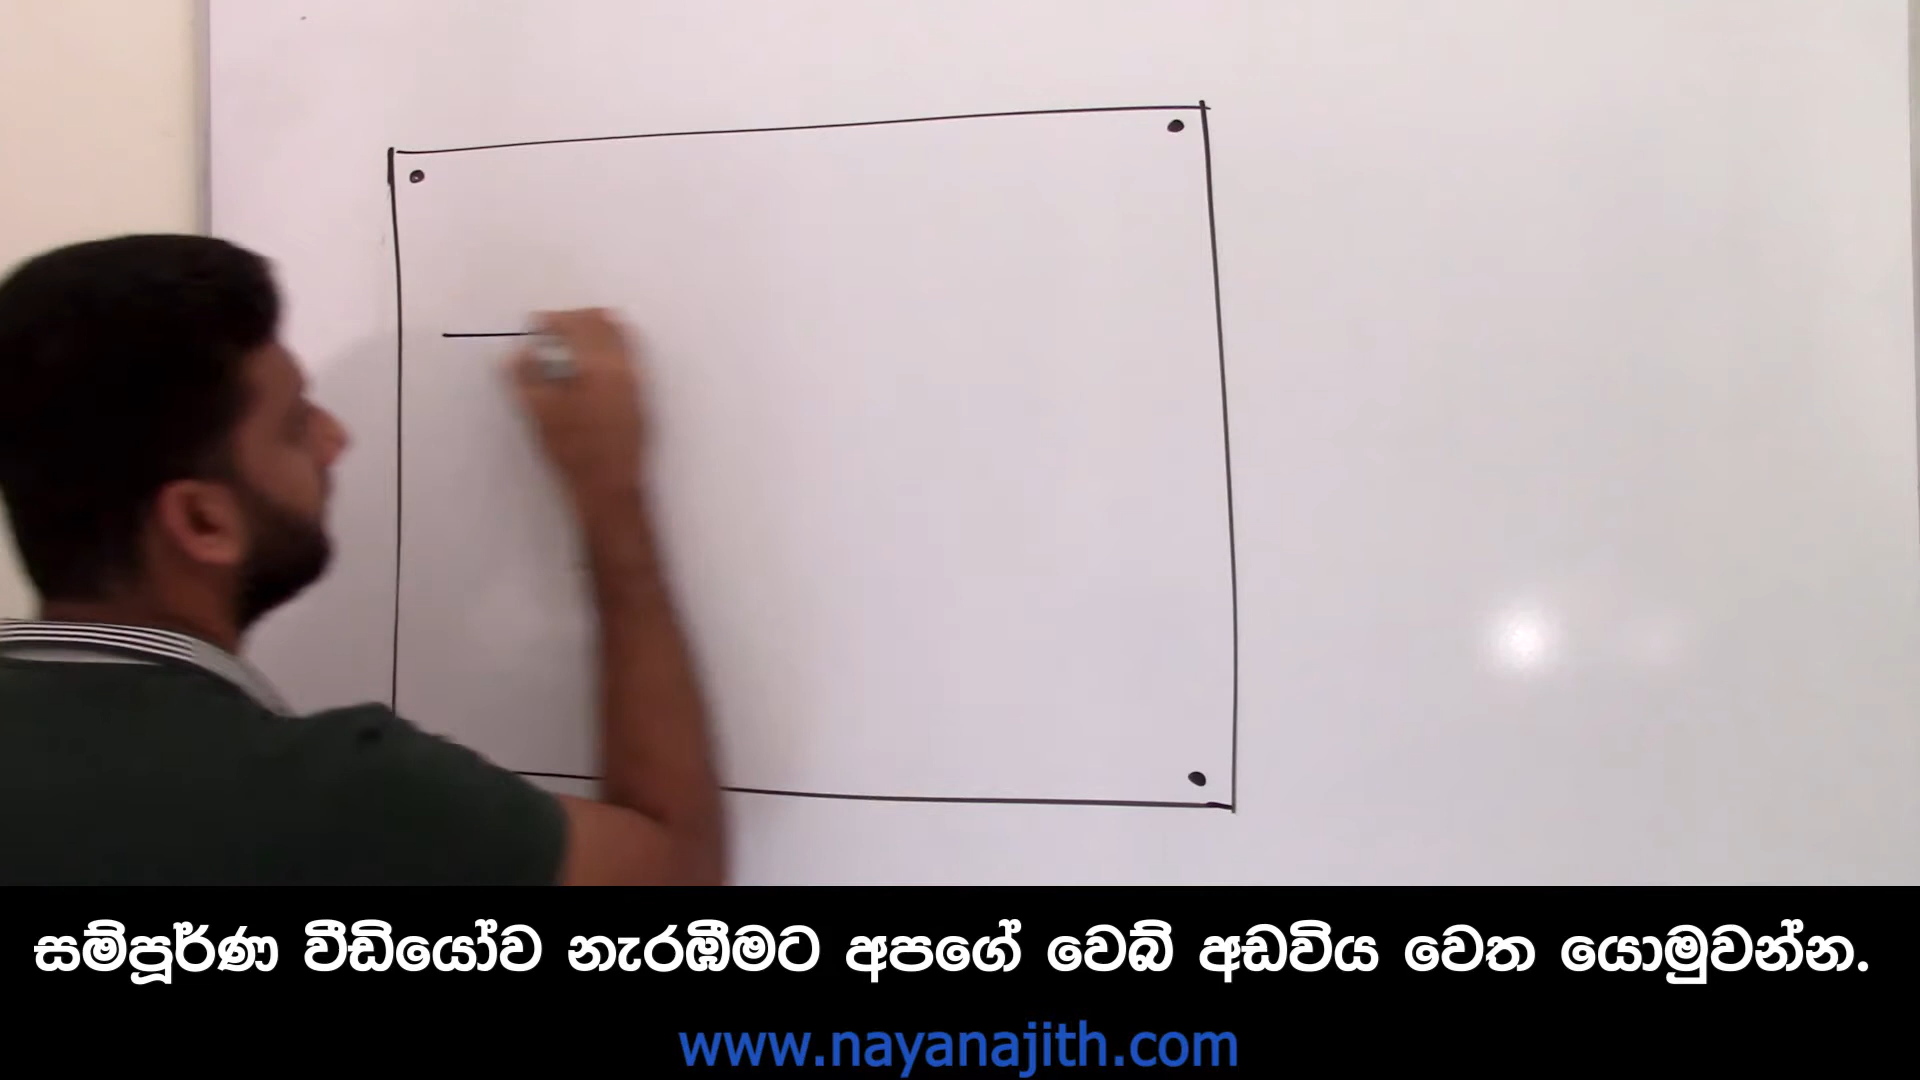 සම්පූර්ණ වීඩියෝව නැරඹීමට අපගේ වෙබ් අඩවිය වෙත යොමුවන්න.
www.nayanajith.com